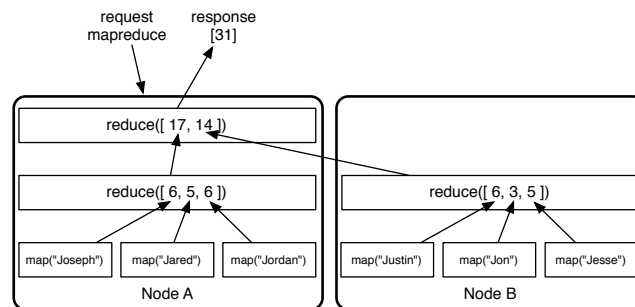 request
mapreduce
response
[31]
reduce([ 17, 14 ])
reduce([ 6, 5, 6 ])
reduce([ 6, 3, 5 ])
map("Joseph")
map("Jared")
map("Jordan")
map("Justin")
map("Jon")
map("Jesse")
Node A
Node B